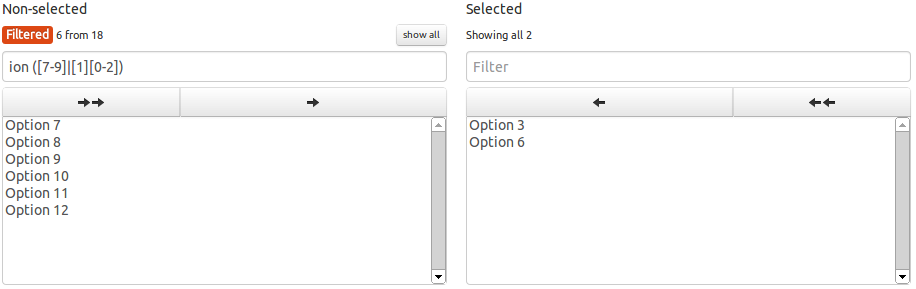 Non-selected
Filtered 6 from 18 show all
ion ([7-9]|[1][0-2])
Option 7
Option 8
Option 9
Option 10
Option 11
Option 12
Selected
Showing all 2
Filter
Option 3
Option 6